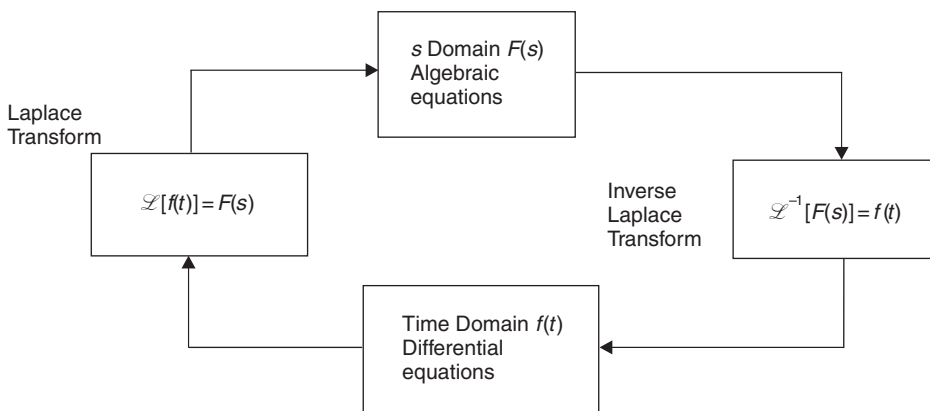 s Domain F(s)
Algebraic
equations
Laplace
Transform
ℒ[f(t)] = F(s)
Inverse
Laplace
Transform
ℒ⁻¹[F(s)] = f(t)
Time Domain f(t)
Differential
equations